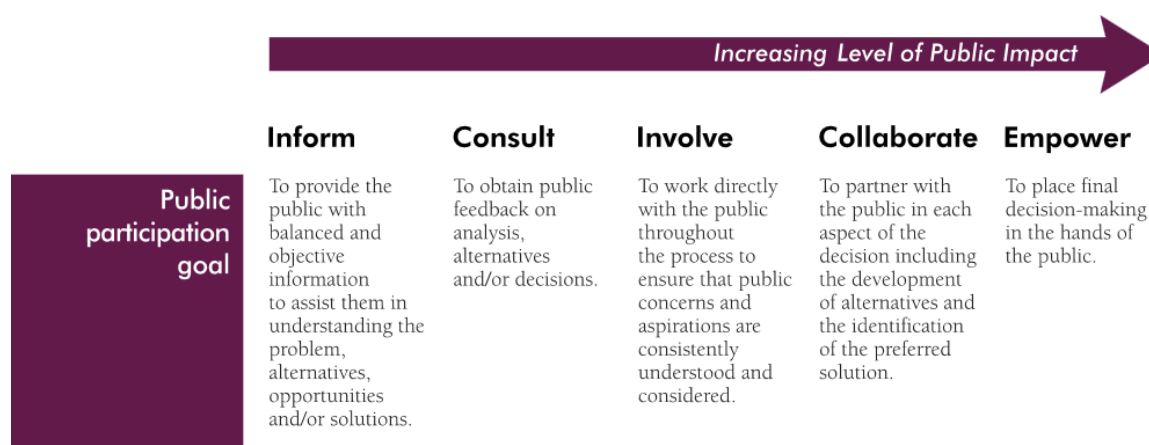 Increasing Level of Public Impact
Inform
Consult
Involve
Collaborate
Empower
Public
participation
goal
To provide the
public with
balanced and
objective
information
to assist them in
understanding the
problem,
alternatives,
opportunities
and/or solutions.
To obtain public
feedback on
analysis,
alternatives
and/or decisions.
To work directly
with the public
throughout
the process to
ensure that public
concerns and
aspirations are
consistently
understood and
considered.
To partner with
the public in each
aspect of the
decision including
the development
of alternatives and
the identification
of the preferred
solution.
To place final
decision-making
in the hands of
the public.